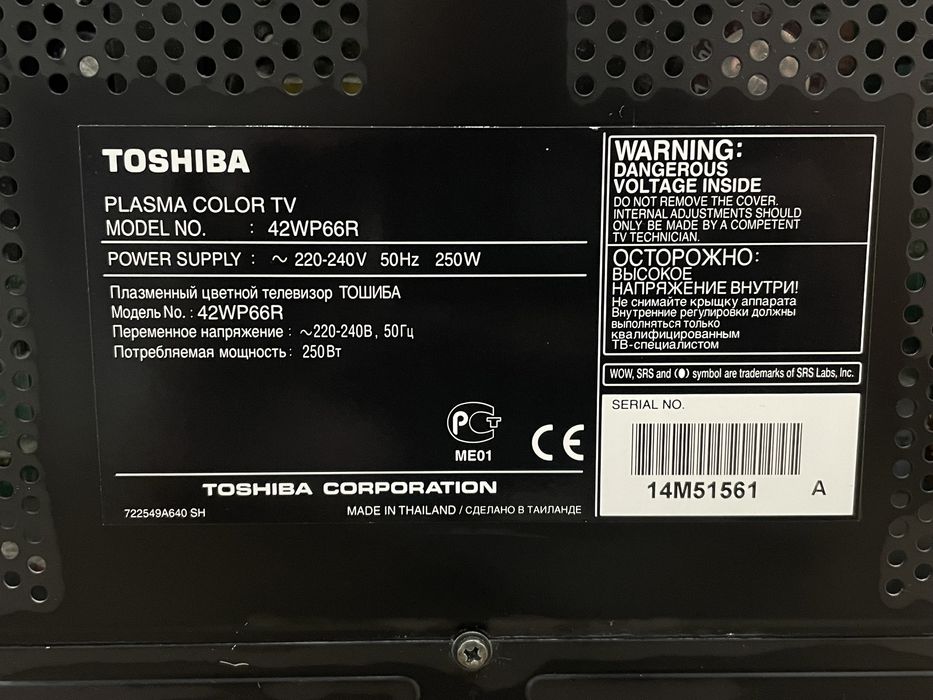 TOSHIBA
PLASMA COLOR TV
MODEL NO. : 42WP66R
POWER SUPPLY : ~ 220-240V 50Hz 250W
Плазменный цветной телевизор ТОШИБА
Модель No. : 42WP66R
Переменное напряжение : ~220-240В, 50Гц
Потребляемая мощность : 250Вт
РСТ
ME01
CE
TOSHIBA CORPORATION
722549A640 SH
MADE IN THAILAND / СДЕЛАНО В ТАИЛАНДЕ
WARNING:
DANGEROUS
VOLTAGE INSIDE
DO NOT REMOVE THE COVER.
INTERNAL ADJUSTMENTS SHOULD
ONLY BE MADE BY A COMPETENT
TV TECHNICIAN.
ОСТОРОЖНО:
ВЫСОКОЕ
НАПРЯЖЕНИЕ ВНУТРИ!
Не снимайте крыщку аппарата
Внутренние регулировки должны
выполняться только
квалифицированным
ТВ-специалистом
WOW, SRS and (●) symbol are trademarks of SRS Labs, Inc.
SERIAL NO.
14M51561 A